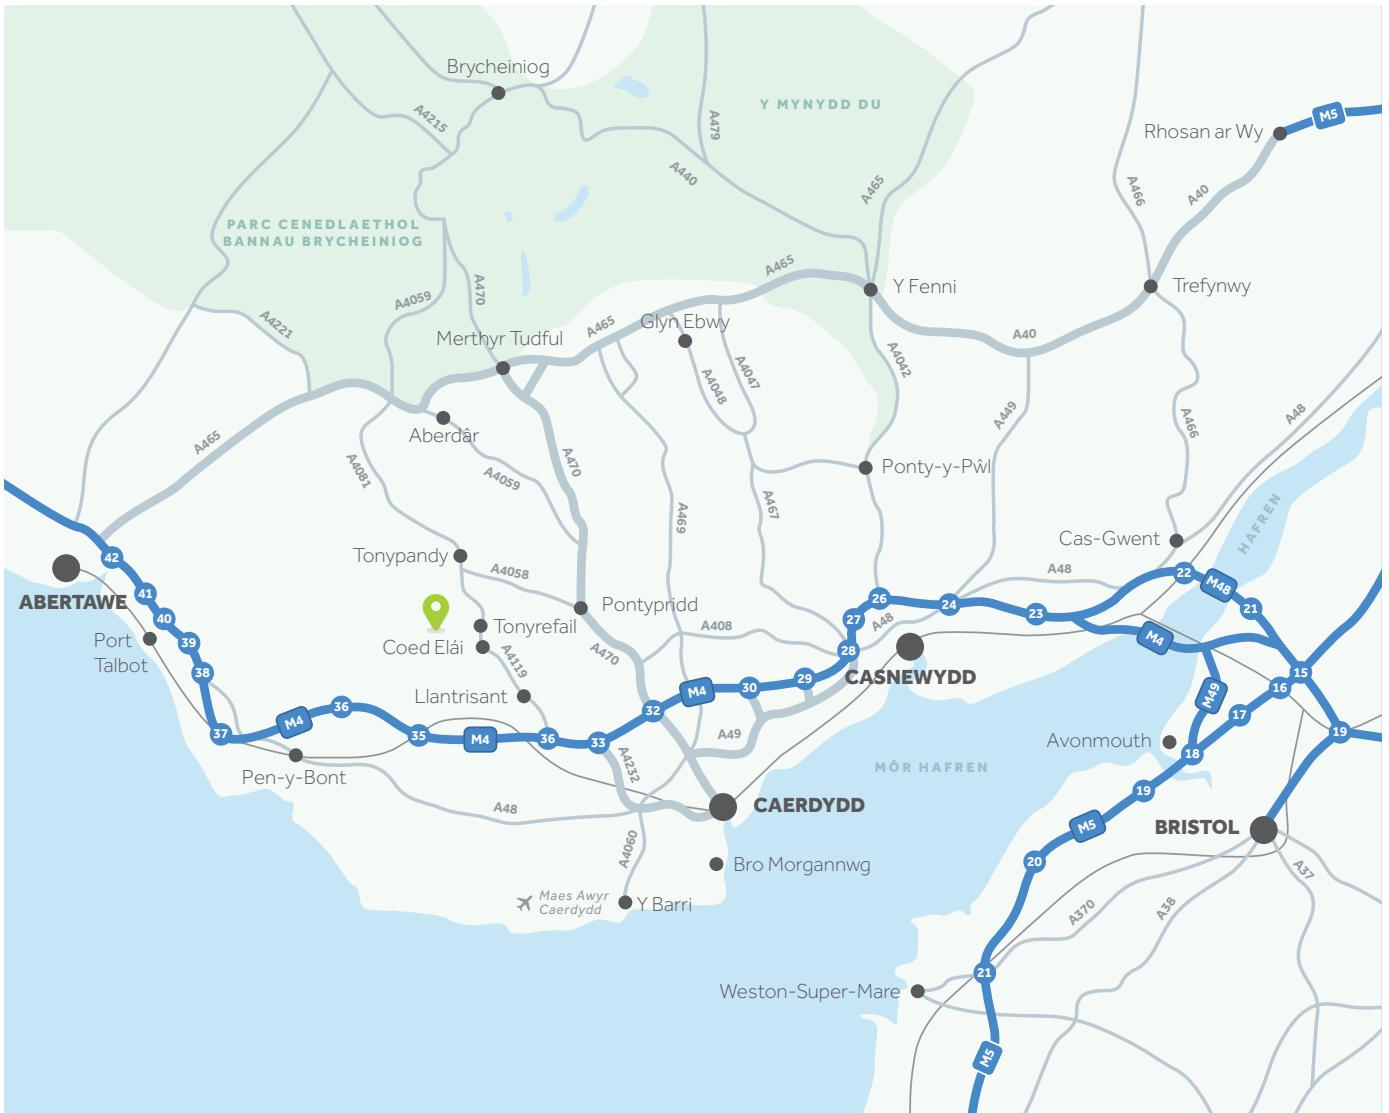 Brycheiniog
Y MYNYDD DU
M5
Rhosan ar Wy
A4215
A479
A440
A465
A466
A40
PARC CENEDLAETHOL
BANNAU BRYCHEINIOG
A465
A4059
A470
Y Fenni
Trefynwy
A4221
A465
Glyn Ebwy
Merthyr Tudful
A40
A4042
A4047
A4048
A449
A48
Aberdâr
A466
A465
A4081
A4059
A470
Ponty-y-Pŵl
A469
A467
HAFREN
Cas-Gwent
42
Tonypandy
A4058
A48
22
M48
ABERTAWE
41
40
Pontypridd
26
24
23
21
27
A48
Port
Talbot
39
Tonyrefail
A408
M4
Coed Elái
A470
28
38
A4119
CASNEWYDD
15
Llantrisant
M4
30
29
16
M49
36
32
17
M4
37
35
M4
36
33
A49
Avonmouth
18
19
Pen-y-Bont
A4232
MÔR HAFREN
19
A48
CAERDYDD
M5
BRISTOL
A4060
Bro Morgannwg
20
A37
Maes Awyr
Caerdydd
Y Barri
A370
A38
21
Weston-Super-Mare
M5